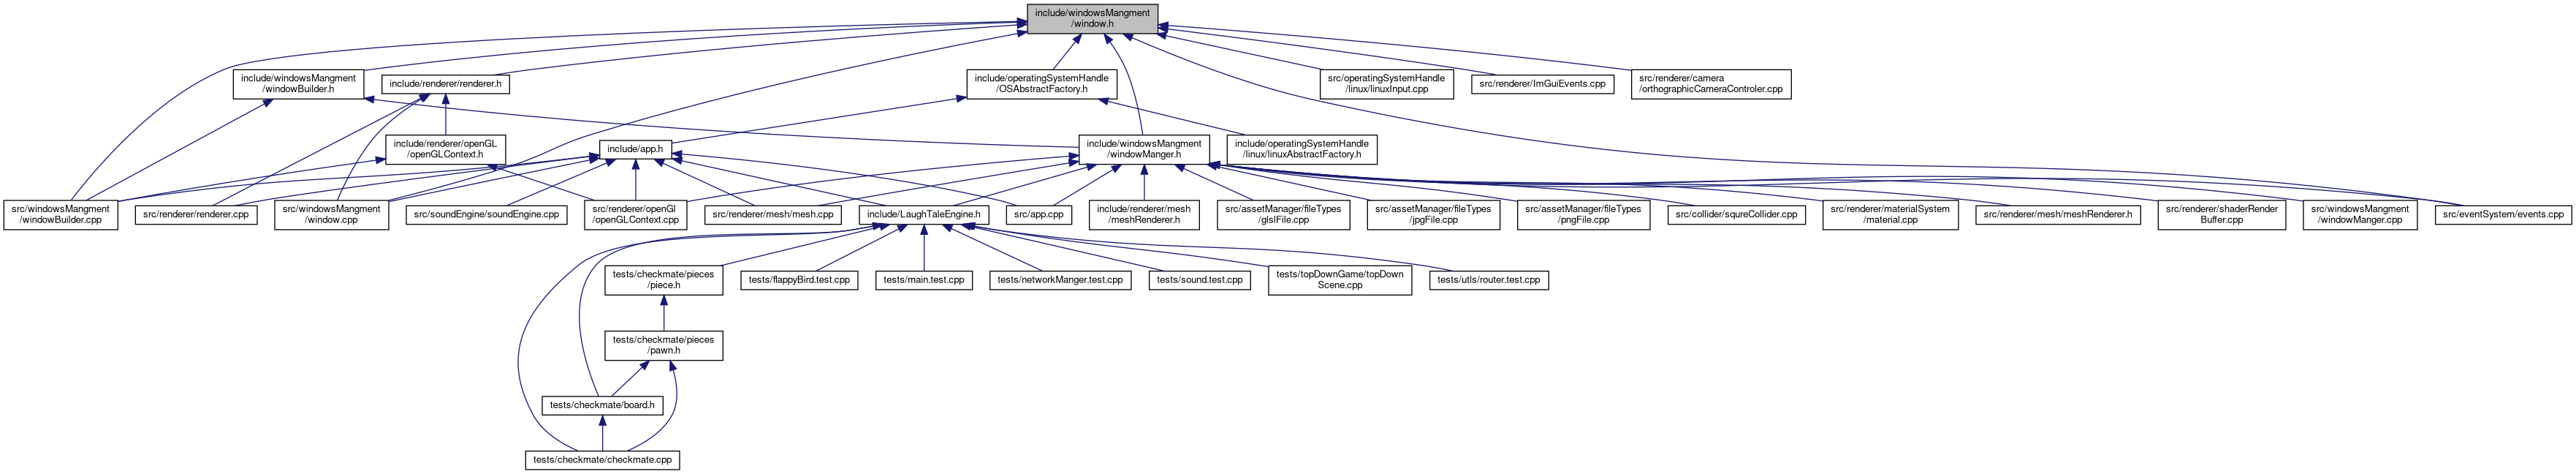 include/windowsMangment
/window.h
include/windowsMangment
/windowBuilder.h
include/renderer/renderer.h
include/operatingSystemHandle
/OSAbstractFactory.h
src/operatingSystemHandle
/linux/linuxInput.cpp
src/renderer/ImGuiEvents.cpp
src/renderer/camera
/orthographicCameraControler.cpp
include/renderer/openGL
/openGLContext.h
include/app.h
include/windowsMangment
/windowManger.h
include/operatingSystemHandle
/linux/linuxAbstractFactory.h
src/windowsMangment
/windowBuilder.cpp
src/renderer/renderer.cpp
src/windowsMangment
/window.cpp
src/soundEngine/soundEngine.cpp
src/renderer/openGl
/openGLContext.cpp
src/renderer/mesh/mesh.cpp
include/LaughTaleEngine.h
src/app.cpp
include/renderer/mesh
/meshRenderer.h
src/assetManager/fileTypes
/glslFile.cpp
src/assetManager/fileTypes
/jpgFile.cpp
src/assetManager/fileTypes
/pngFile.cpp
src/collider/squreCollider.cpp
src/renderer/materialSystem
/material.cpp
src/renderer/mesh/meshRenderer.h
src/renderer/shaderRender
Buffer.cpp
src/windowsMangment
/windowManger.cpp
src/eventSystem/events.cpp
tests/checkmate/pieces
/piece.h
tests/flappyBird.test.cpp
tests/main.test.cpp
tests/networkManger.test.cpp
tests/sound.test.cpp
tests/topDownGame/topDown
Scene.cpp
tests/utls/router.test.cpp
tests/checkmate/pieces
/pawn.h
tests/checkmate/board.h
tests/checkmate/checkmate.cpp